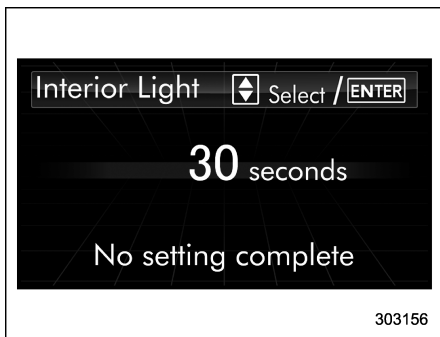 Interior Light Select / ENTER
30 seconds
No setting complete
303156